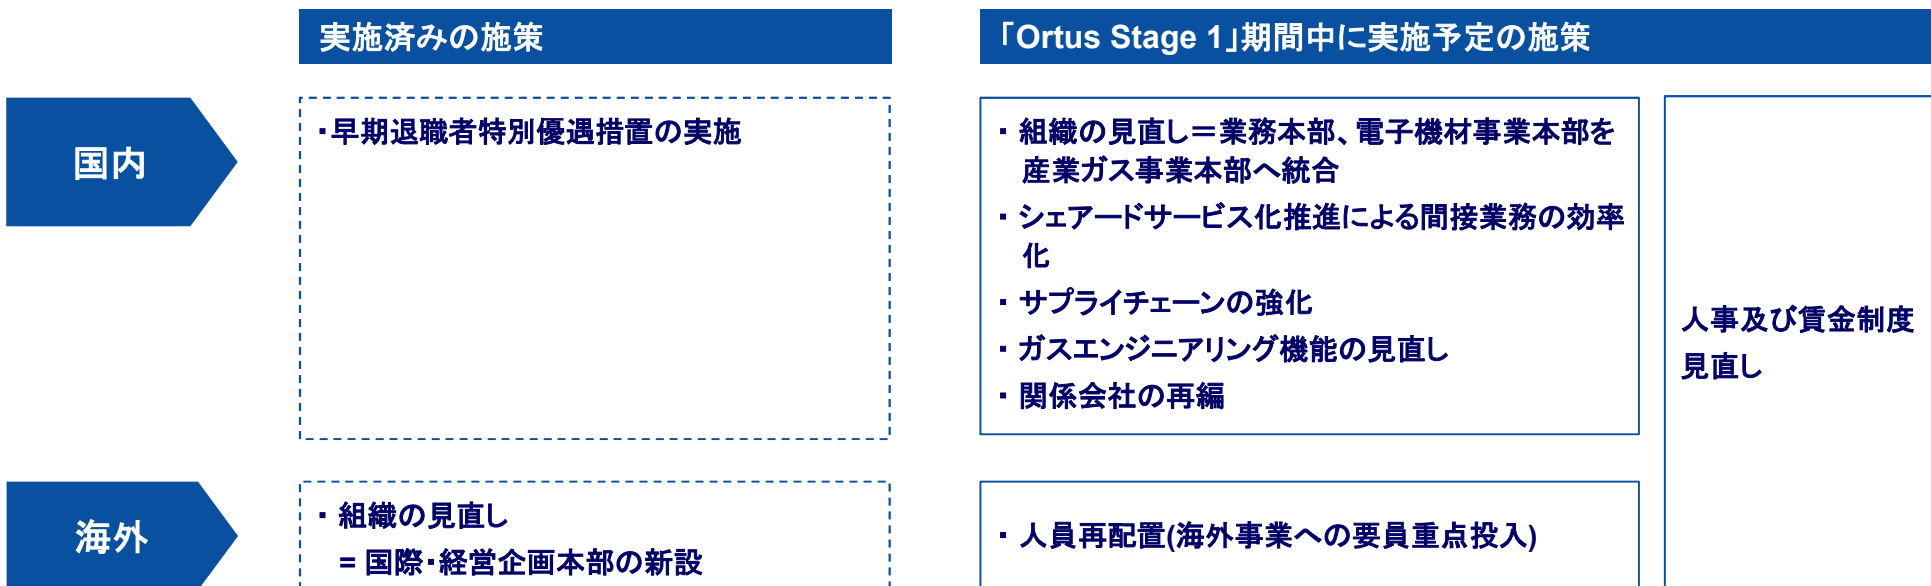 実施済みの施策
「Ortus Stage 1」期間中に実施予定の施策
国内
・早期退職者特別優遇措置の実施
・ 組織の見直し＝業務本部、電子機材事業本部を
産業ガス事業本部へ統合
・ シェアードサービス化推進による間接業務の効率
化
・ サプライチェーンの強化
・ ガスエンジニアリング機能の見直し
・ 関係会社の再編
人事及び賃金制度
見直し
海外
・ 組織の見直し
= 国際・経営企画本部の新設
・ 人員再配置(海外事業への要員重点投入)